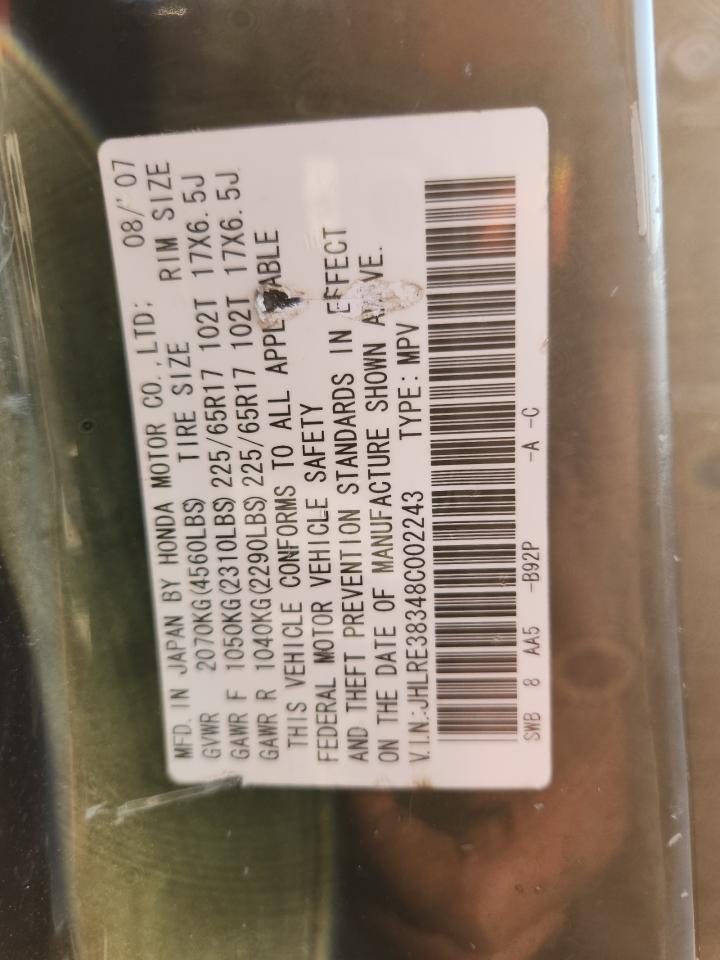 MFD. IN JAPAN BY HONDA MOTOR CO.,LTD: 08/'07
GVWR 2070KG(4560LBS) TIRE SIZE RIM SIZE
GAWR F 1050KG(2310LBS) 225/65R17 102T 17X6.5J
GAWR R 1040KG(2290LBS) 225/65R17 102T 17X6.5J
THIS VEHICLE CONFORMS TO ALL
FEDERAL MOTOR VEHICLE SAFETY
AND THEFT PREVENTION STANDARDS IN EFFECT
ON THE DATE OF MANUFACTURE SHOWN
V.I.N.:JHLRE38348C002243 TYPE: MPV
SWB 8 AA5 -B92P -A -C